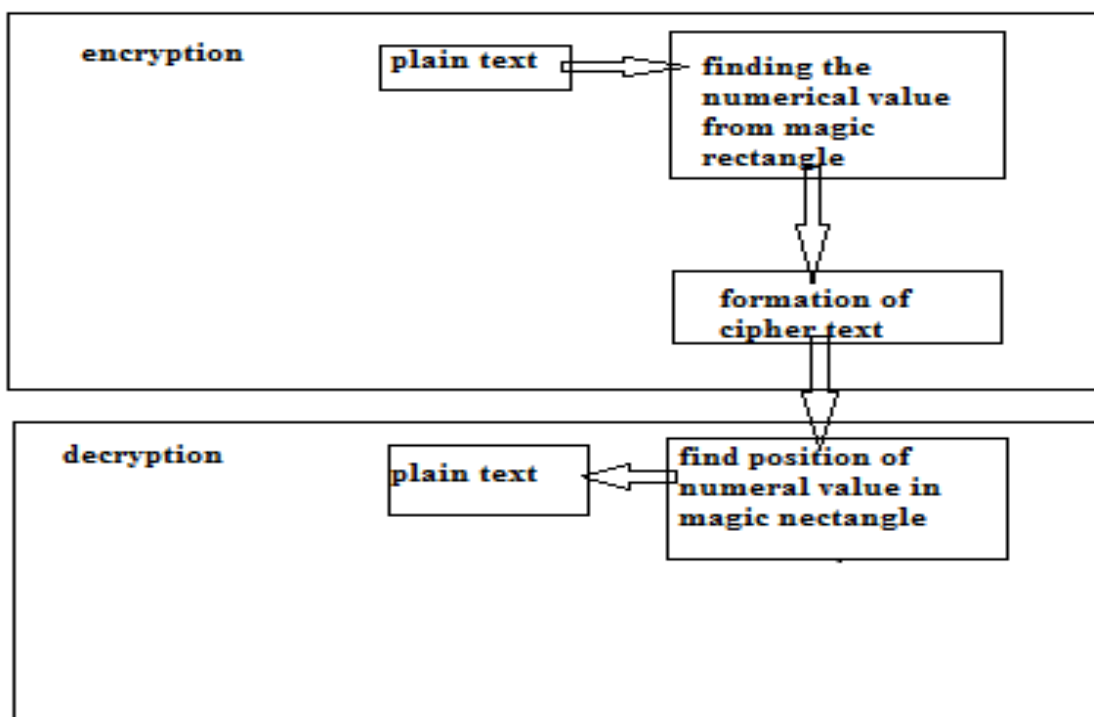 encryption
plain text
finding the
numerical value
from magic
rectangle
formation of
cipher text
decryption
plain text
find position of
numeral value in
magic nectangle